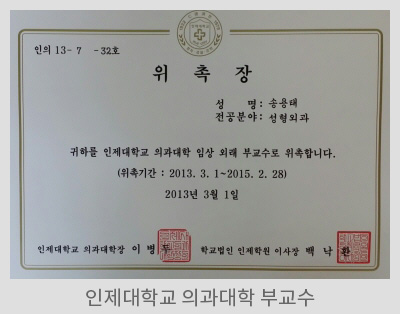 인의 13- 7 -32호
위 촉 장
성 명: 송용태
전공분야: 성형외과
귀하를 인제대학교 의과대학 임상 외래 부교수로 위촉합니다.
(위촉기간 : 2013. 3. 1~2015. 2. 28)
2013년 3월 1일
인제대학교 의과대학장 이 병 두 학교법인 인제학원 이사장 백 낙 환
인제대학교 의과대학 부교수